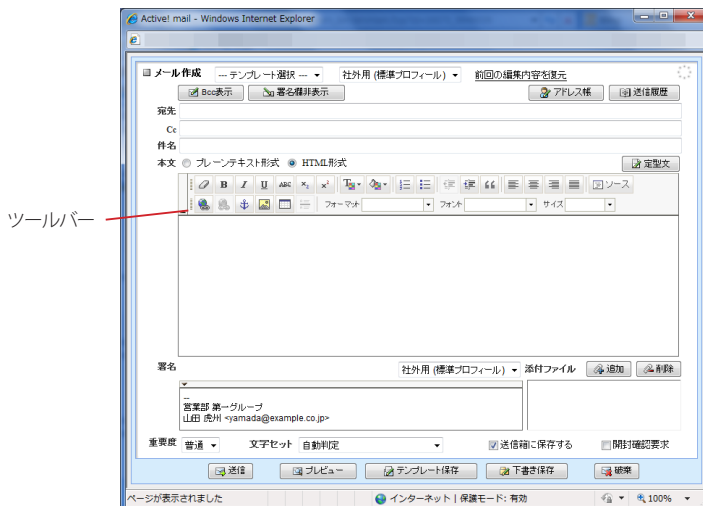 Active! mail - Windows Internet Explorer
メール作成 --- テンプレート選択 --- 社外用 (標準プロフィール) 前回の編集内容を復元
Bcc表示 署名欄非表示 アドレス帳 送信履歴
宛先
Cc
件名
本文 プレーンテキスト形式 HTML形式 定型文
B I U ABC ×₂ ×² ソース
フォーマット フォント サイズ
ツールバー
署名 社外用 (標準プロフィール) 添付ファイル 追加 削除
--
営業部 第一グループ
山田 虎州 <yamada@example.co.jp>
重要度 普通 文字セット 自動判定 送信箱に保存する 開封確認要求
送信 プレビュー テンプレート保存 下書き保存 破棄
ページが表示されました インターネット | 保護モード: 有効 100%